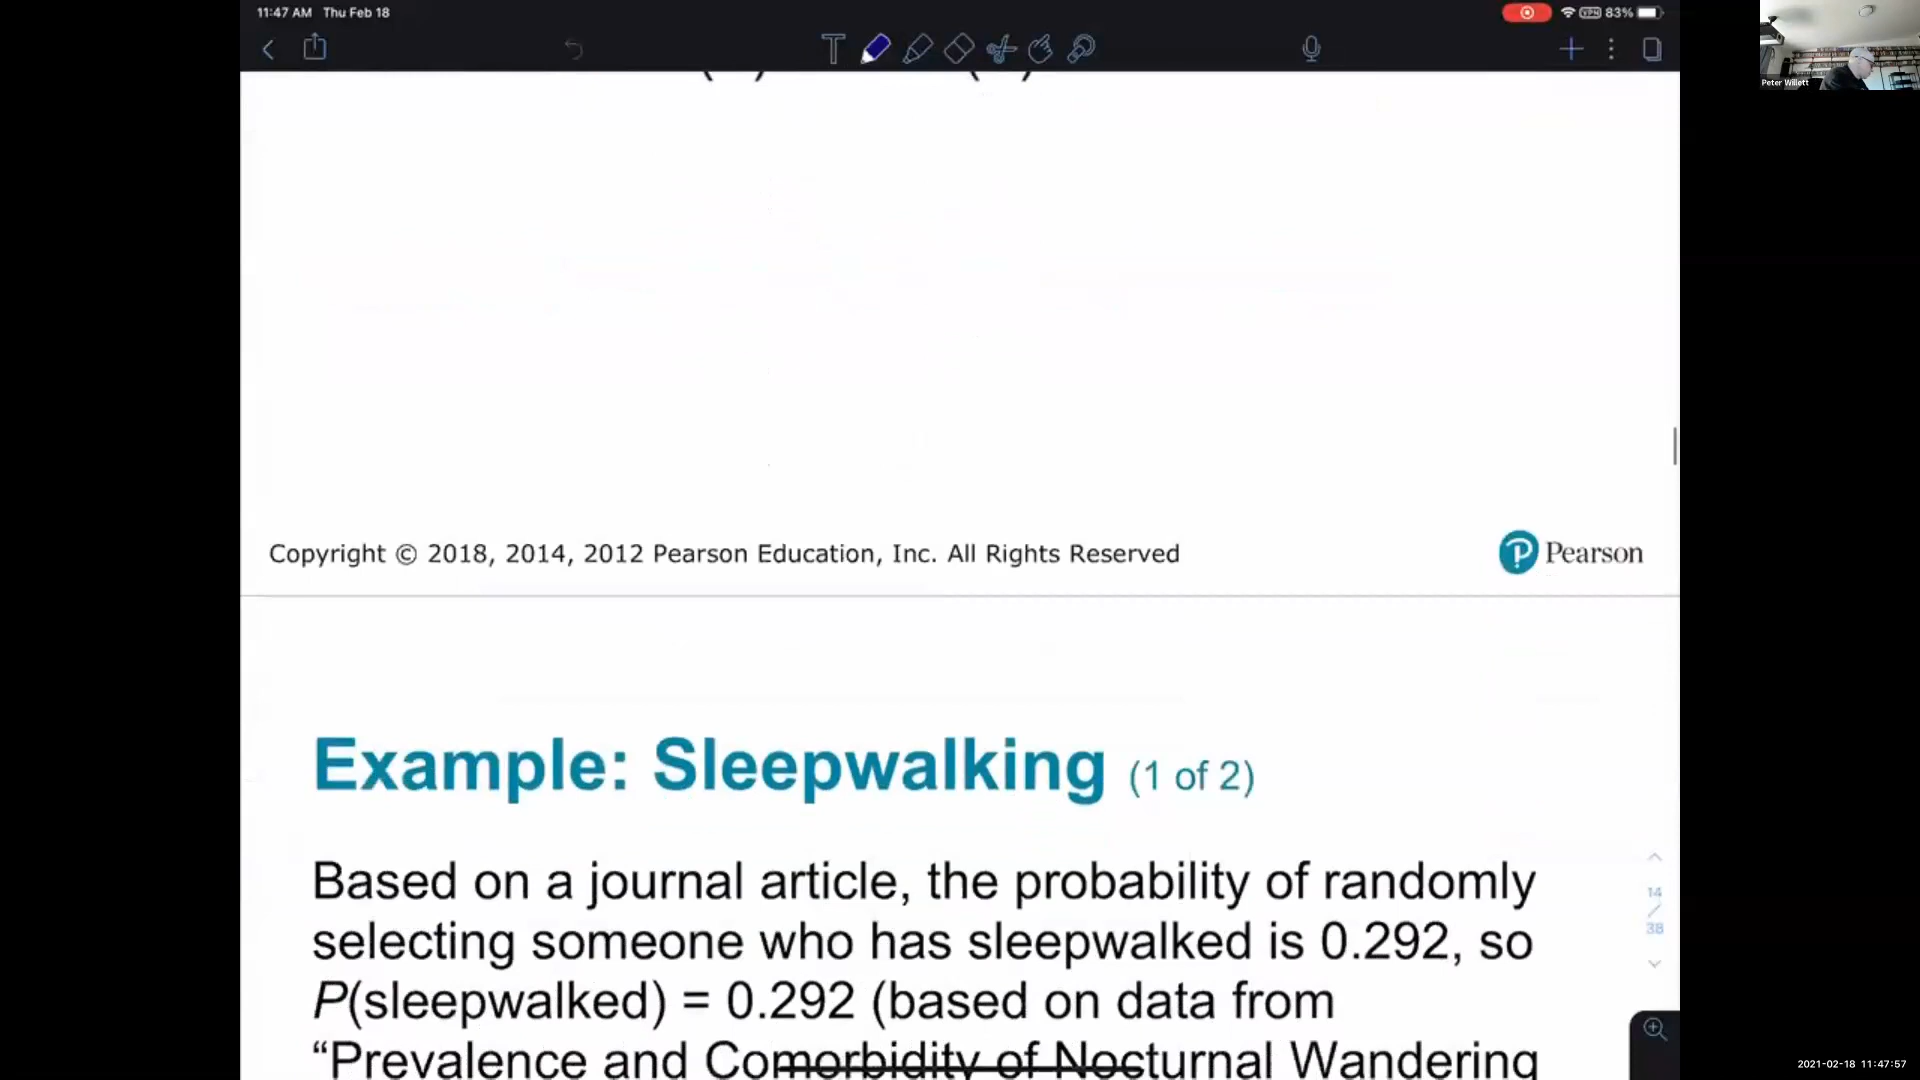 11:47 AM Thu Feb 18
VPN 83%
Peter Willett
Copyright © 2018, 2014, 2012 Pearson Education, Inc. All Rights Reserved
Pearson
Example: Sleepwalking (1 of 2)
Based on a journal article, the probability of randomly
selecting someone who has sleepwalked is 0.292, so
P(sleepwalked) = 0.292 (based on data from
“Prevalence and Comorbidity of Nocturnal Wandering
14
/
38
2021-02-18 11:47:57